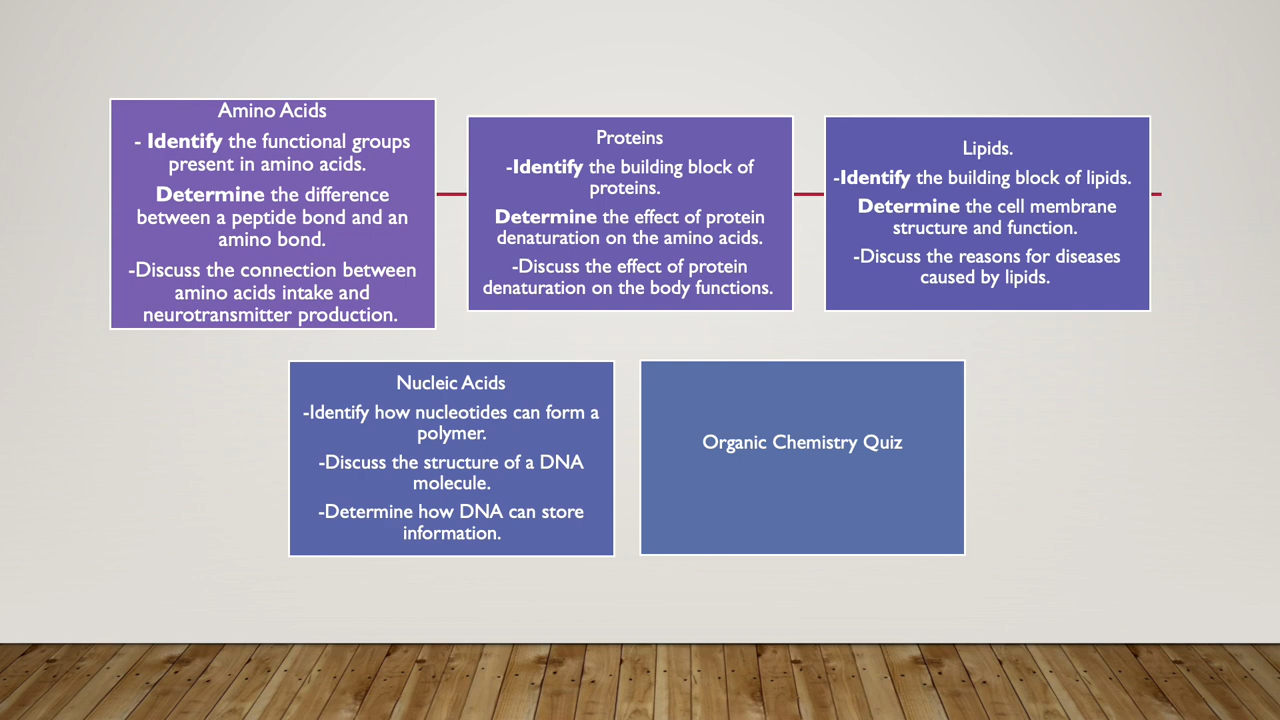 Amino Acids
- Identify the functional groups
present in amino acids.
Determine the difference
between a peptide bond and an
amino bond.
-Discuss the connection between
amino acids intake and
neurotransmitter production.
Proteins
-Identify the building block of
proteins.
Determine the effect of protein
denaturation on the amino acids.
-Discuss the effect of protein
denaturation on the body functions.
Lipids.
-Identify the building block of lipids.
Determine the cell membrane
structure and function.
-Discuss the reasons for diseases
caused by lipids.
Nucleic Acids
-Identify how nucleotides can form a
polymer.
-Discuss the structure of a DNA
molecule.
-Determine how DNA can store
information.
Organic Chemistry Quiz